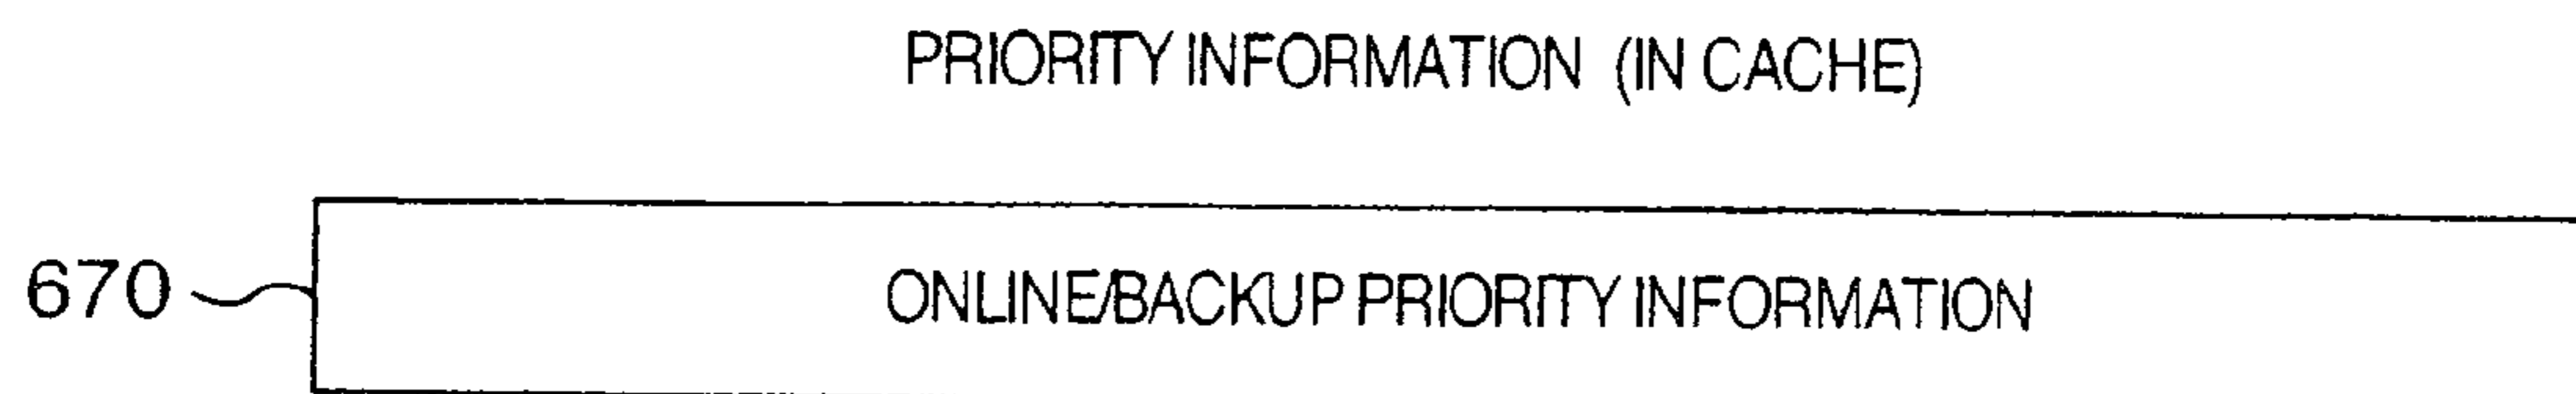 PRIORITY INFORMATION (IN CACHE)
670 ONLINE/BACKUP PRIORITY INFORMATION